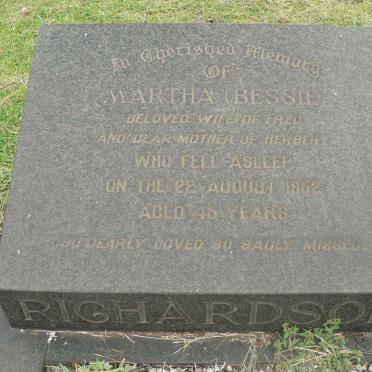 In Cherished Memory
Of
MARTHA (BESSIE)
BELOVED WIFE OF FRED
AND DEAR MOTHER OF HERBERT
WHO FELL ASLEEP
ON THE 22 AUGUST 1952
AGED 45 YEARS
SO DEARLY LOVED SO SADLY MISSED.
RICHARDSON